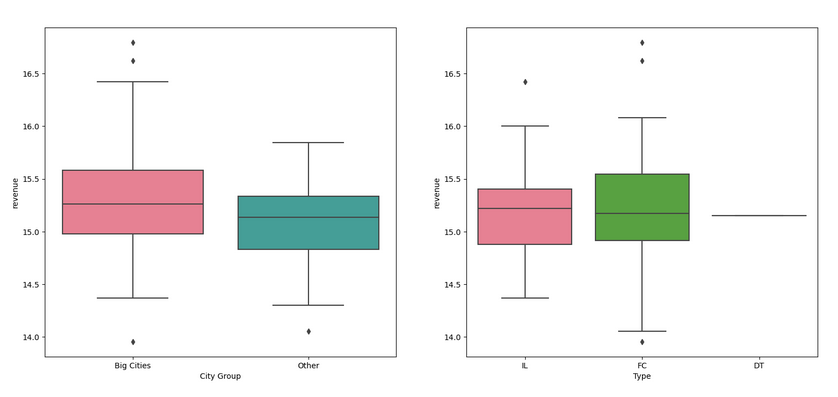 16.5
16.0
15.5
15.0
14.5
14.0
revenue
Big Cities Other
City Group
16.5
16.0
15.5
15.0
14.5
14.0
revenue
IL FC DT
Type